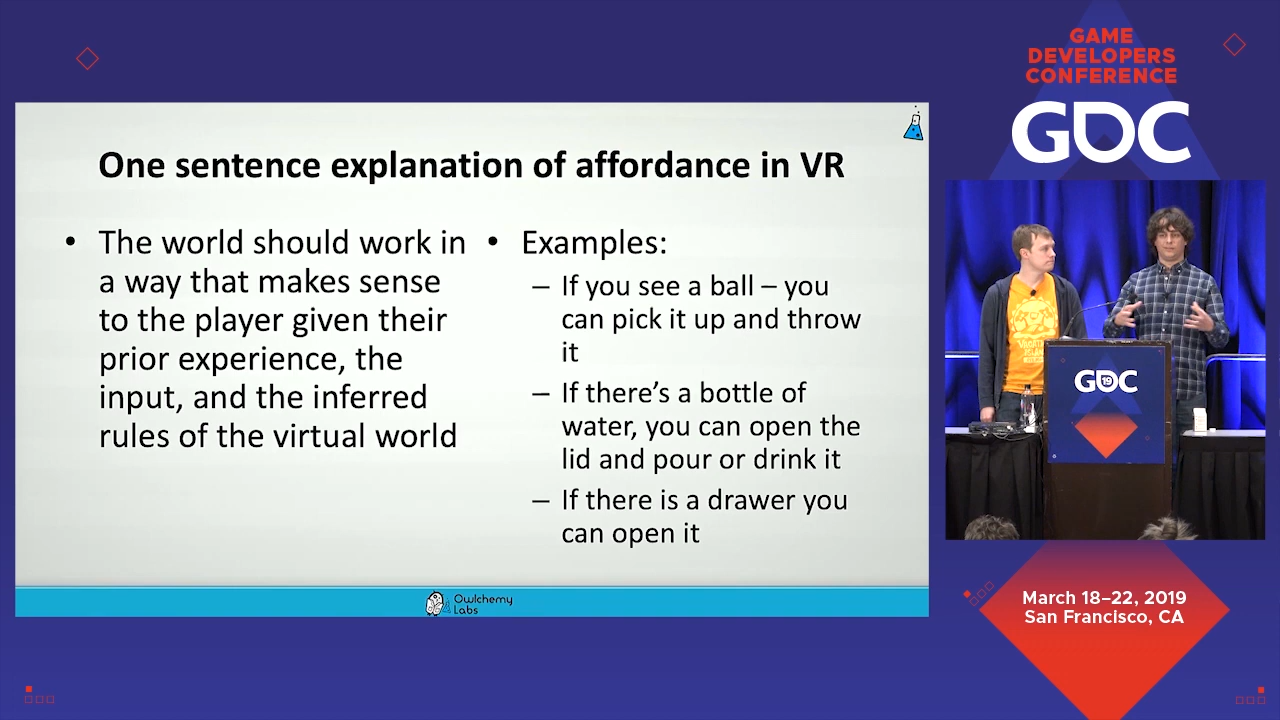 GAME
DEVELOPERS
CONFERENCE
GDC
One sentence explanation of affordance in VR
• The world should work in
a way that makes sense
to the player given their
prior experience, the
input, and the inferred
rules of the virtual world
• Examples:
– If you see a ball – you
can pick it up and throw
it
– If there’s a bottle of
water, you can open the
lid and pour or drink it
– If there is a drawer you
can open it
Owlchemy
Labs
GDC
19
March 18–22, 2019
San Francisco, CA